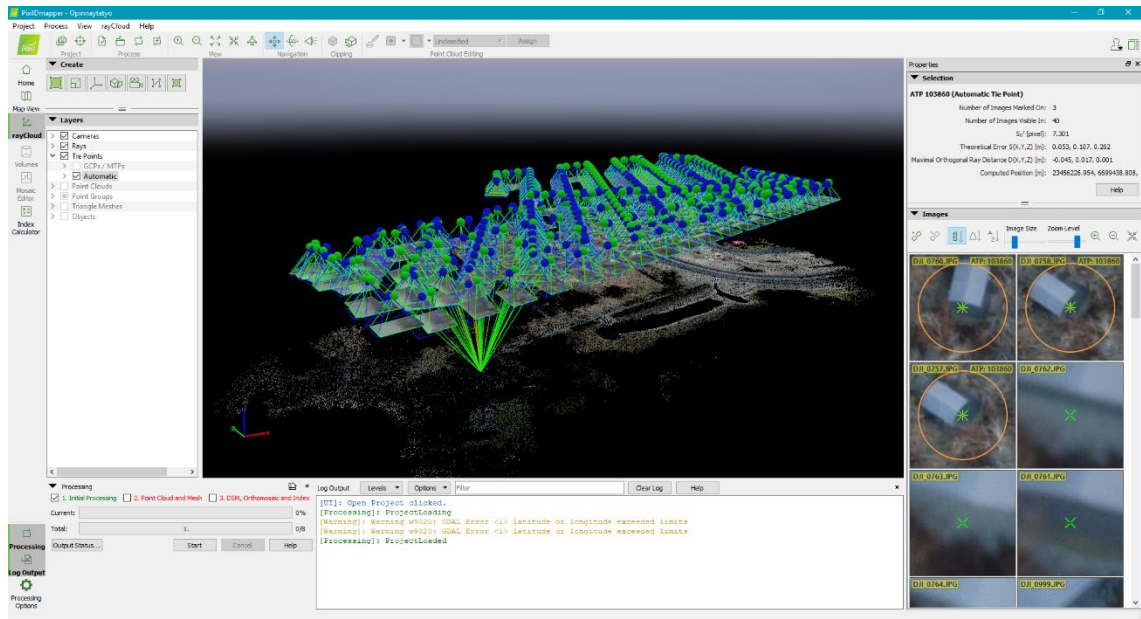 Pix4Dmapper - Opinnaytetyo
Project Process View rayCloud Help
Unclassified Assign
Project Process View Navigation Clipping Point Cloud Editing
Home
Map View
rayCloud
Volumes
Mosaic
Editor
Index
Calculator
Create
Layers
Cameras
Rays
Tie Points
GCPs / MTPs
Automatic
Point Clouds
Point Groups
Triangle Meshes
Objects
Properties
Selection
ATP 103860 (Automatic Tie Point)
Number of Images Marked On: 3
Number of Images Visible In: 40
S₀² [pixel]: 7.301
Theoretical Error S(X,Y,Z) [m]: 0.053, 0.107, 0.262
Maximal Orthogonal Ray Distance D(X,Y,Z) [m]: -0.045, 0.017, 0.001
Computed Position [m]: 23456226.954, 6699438.808,
Help
Images
Image Size Zoom Level
DJI_0760.JPG ATP: 103860 DJI_0758.JPG ATP: 103860
DJI_0757.JPG ATP: 103860 DJI_0762.JPG
DJI_0763.JPG DJI_0761.JPG
DJI_0764.JPG DJI_0999.JPG
Processing
1. Initial Processing 2. Point Cloud and Mesh 3. DSM, Orthomosaic and Index
Current: 0%
Total: 0/8
Output Status... Start Cancel Help
Processing
Log Output
Processing
Options
Log Output Levels Options Filter Clear Log Help
[UI]: Open Project clicked.
[Processing]: ProjectLoading
[Warning]: Warning w9020: GDAL Error <1> latitude or longitude exceeded limits
[Warning]: Warning w9020: GDAL Error <1> latitude or longitude exceeded limits
[Processing]: ProjectLoaded